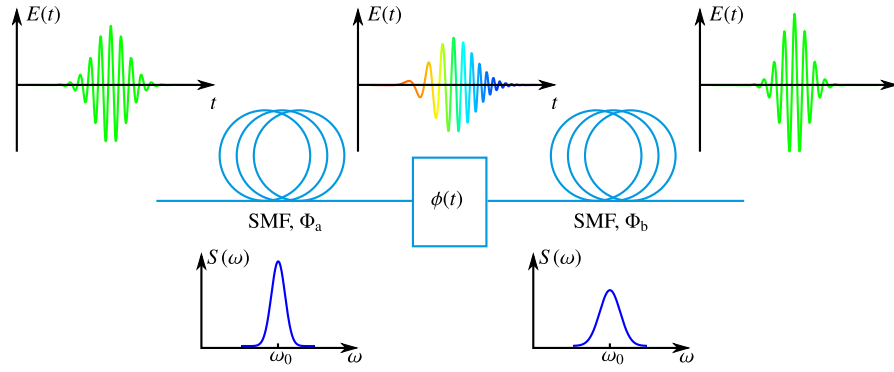 E(t)
t
E(t)
t
E(t)
ϕ(t)
SMF, Φa
SMF, Φb
S(ω)
ω0
ω
S(ω)
ω0
ω